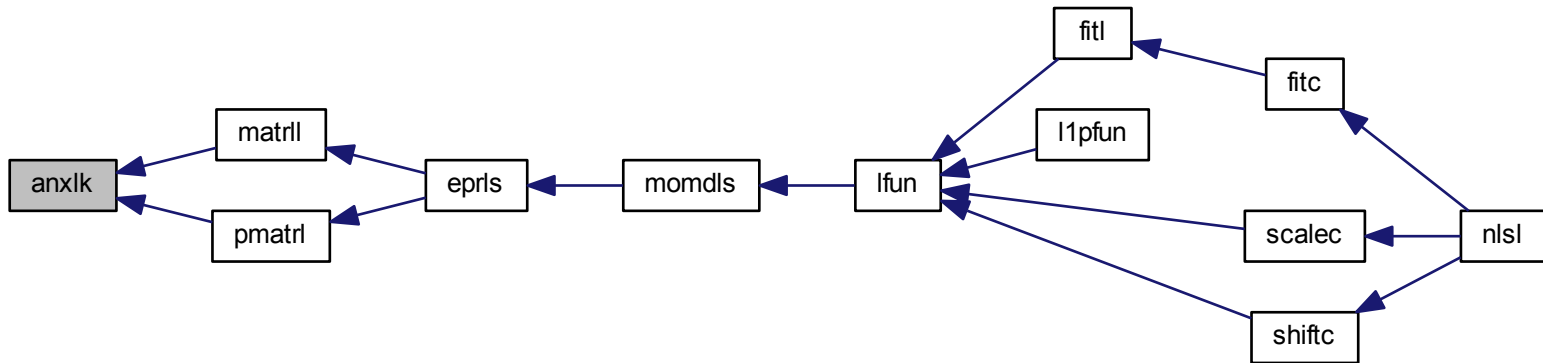 fitl
fitc
matrll
l1pfun
anxlk
eprls
momdls
lfun
pmatrl
scalec
nlsl
shiftc